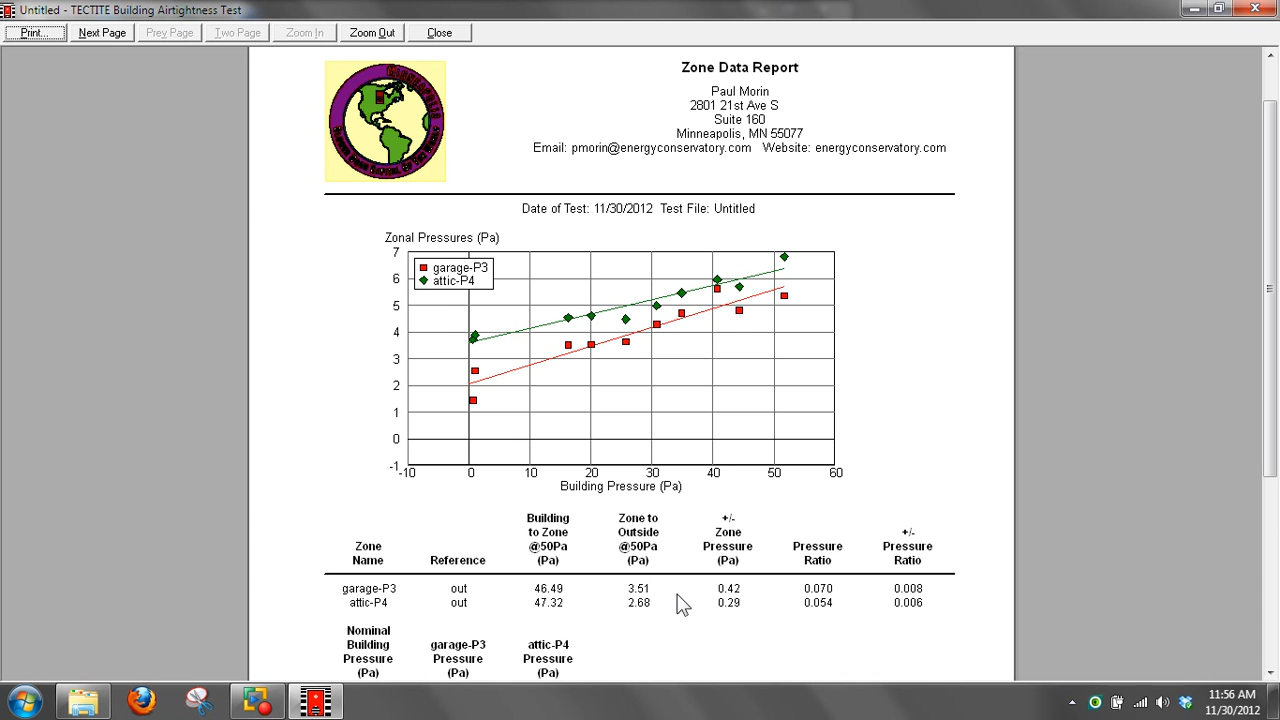 Untitled - TECTITE Building Airtightness Test
Print... Next Page Prev Page Two Page Zoom In Zoom Out Close
Zone Data Report
Paul Morin
2801 21st Ave S
Suite 160
Minneapolis, MN 55077
Email: pmorin@energyconservatory.com Website: energyconservatory.com
Date of Test: 11/30/2012 Test File: Untitled
Zonal Pressures (Pa)
7
6
5
4
3
2
1
0
-1
garage-P3
attic-P4
-10 0 10 20 30 40 50 60
Building Pressure (Pa)
Zone Name
Reference
Building to Zone @50Pa (Pa)
Zone to Outside @50Pa (Pa)
+/- Zone Pressure (Pa)
Pressure Ratio
+/- Pressure Ratio
garage-P3 out 46.49 3.51 0.42 0.070 0.008
attic-P4 out 47.32 2.68 0.29 0.054 0.006
Nominal Building Pressure (Pa)
garage-P3 Pressure (Pa)
attic-P4 Pressure (Pa)
11:56 AM
11/30/2012